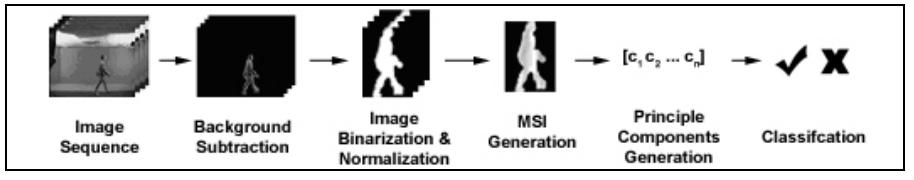 [c1 c2 ... cn]
Image
Sequence
Background
Subtraction
Image
Binarization &
Normalization
MSI
Generation
Principle
Components
Generation
Classifcation